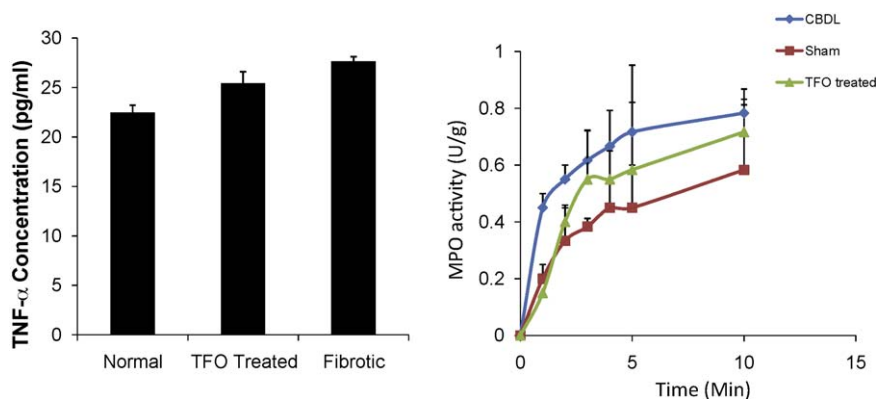 TNF-α Concentration (pg/ml)
30
25
20
15
10
5
0
Normal
TFO Treated
Fibrotic
CBDL
Sham
TFO treated
MPO activity (U/g)
1
0.8
0.6
0.4
0.2
0
0
5
10
15
Time (Min)